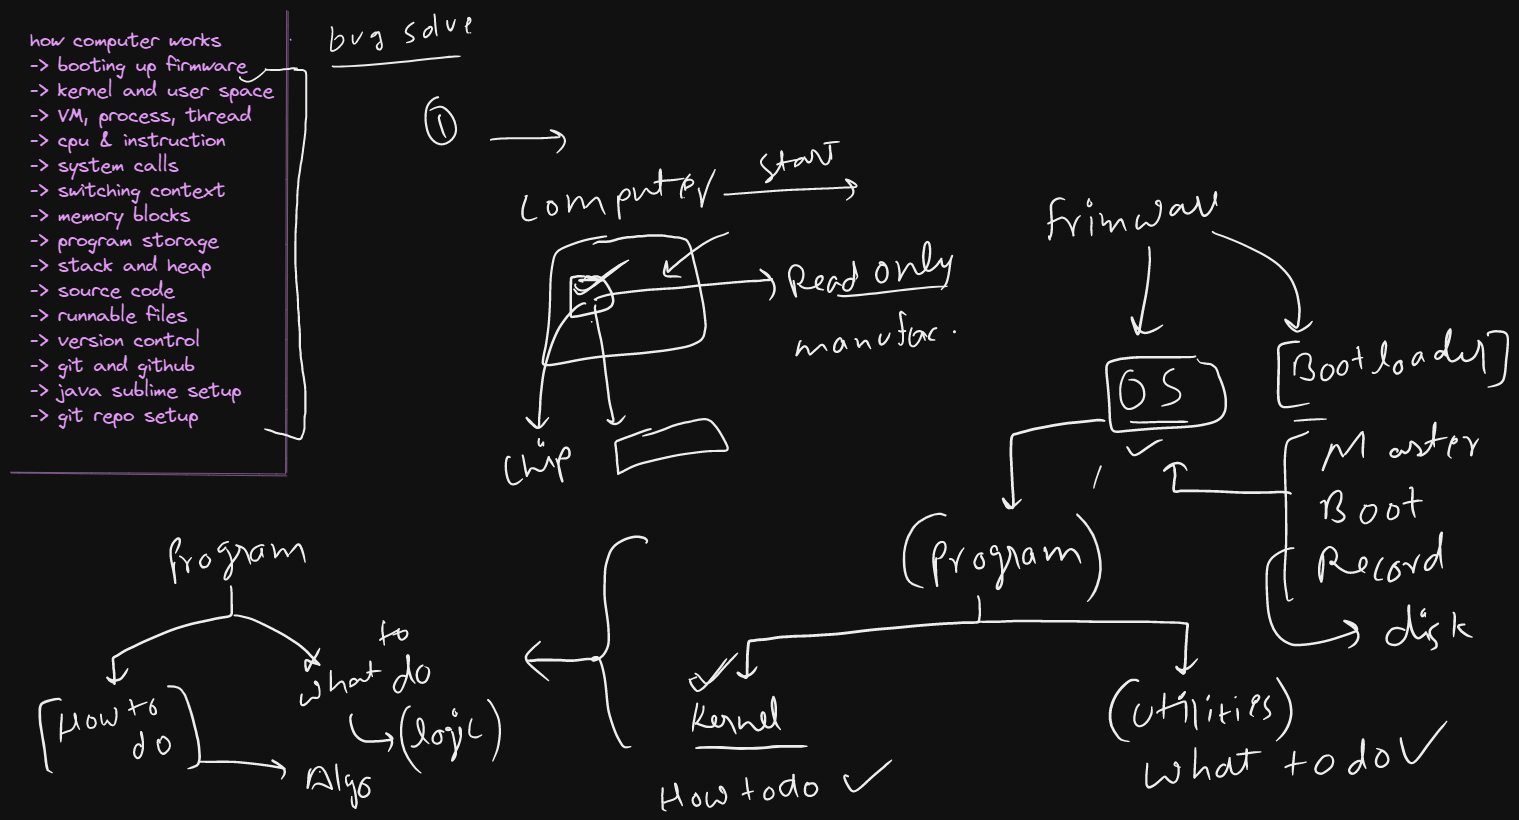 how computer works
-> booting up firmware
-> kernel and user space
-> VM, process, thread
-> cpu & instruction
-> system calls
-> switching context
-> memory blocks
-> program storage
-> stack and heap
-> source code
-> runnable files
-> version control
-> git and github
-> java sublime setup
-> git repo setup
bug solve
1
computer
start
Read only
manufac.
chip
frimware
OS
[Bootloader]
Master
Boot
Record
disk
(program)
Kernel
How to do
(utilities)
what to do
Program
[How to
do]
Algo
to
what do
(logic)